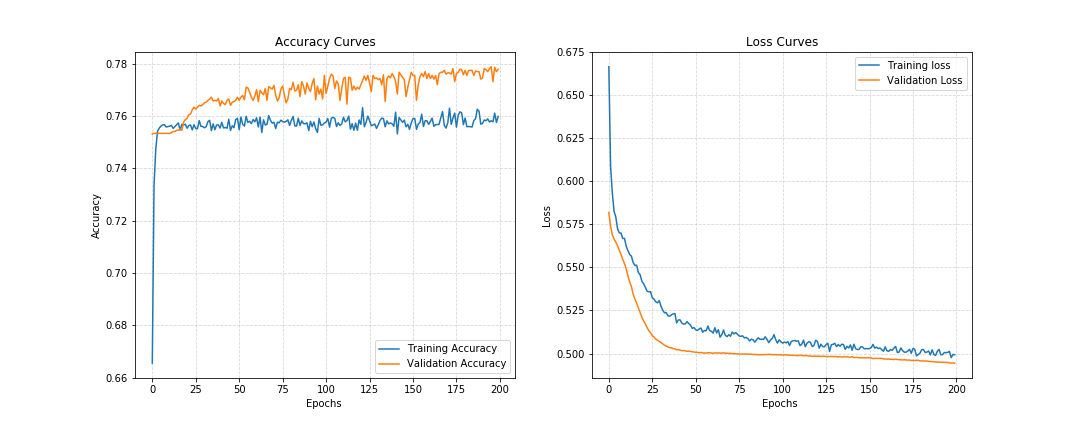 Accuracy Curves
0.78
0.76
0.74
0.72
0.70
0.68
0.66
Accuracy
0 25 50 75 100 125 150 175 200
Epochs
Training Accuracy
Validation Accuracy
Loss Curves
0.675
0.650
0.625
0.600
0.575
0.550
0.525
0.500
Loss
0 25 50 75 100 125 150 175 200
Epochs
Training loss
Validation Loss